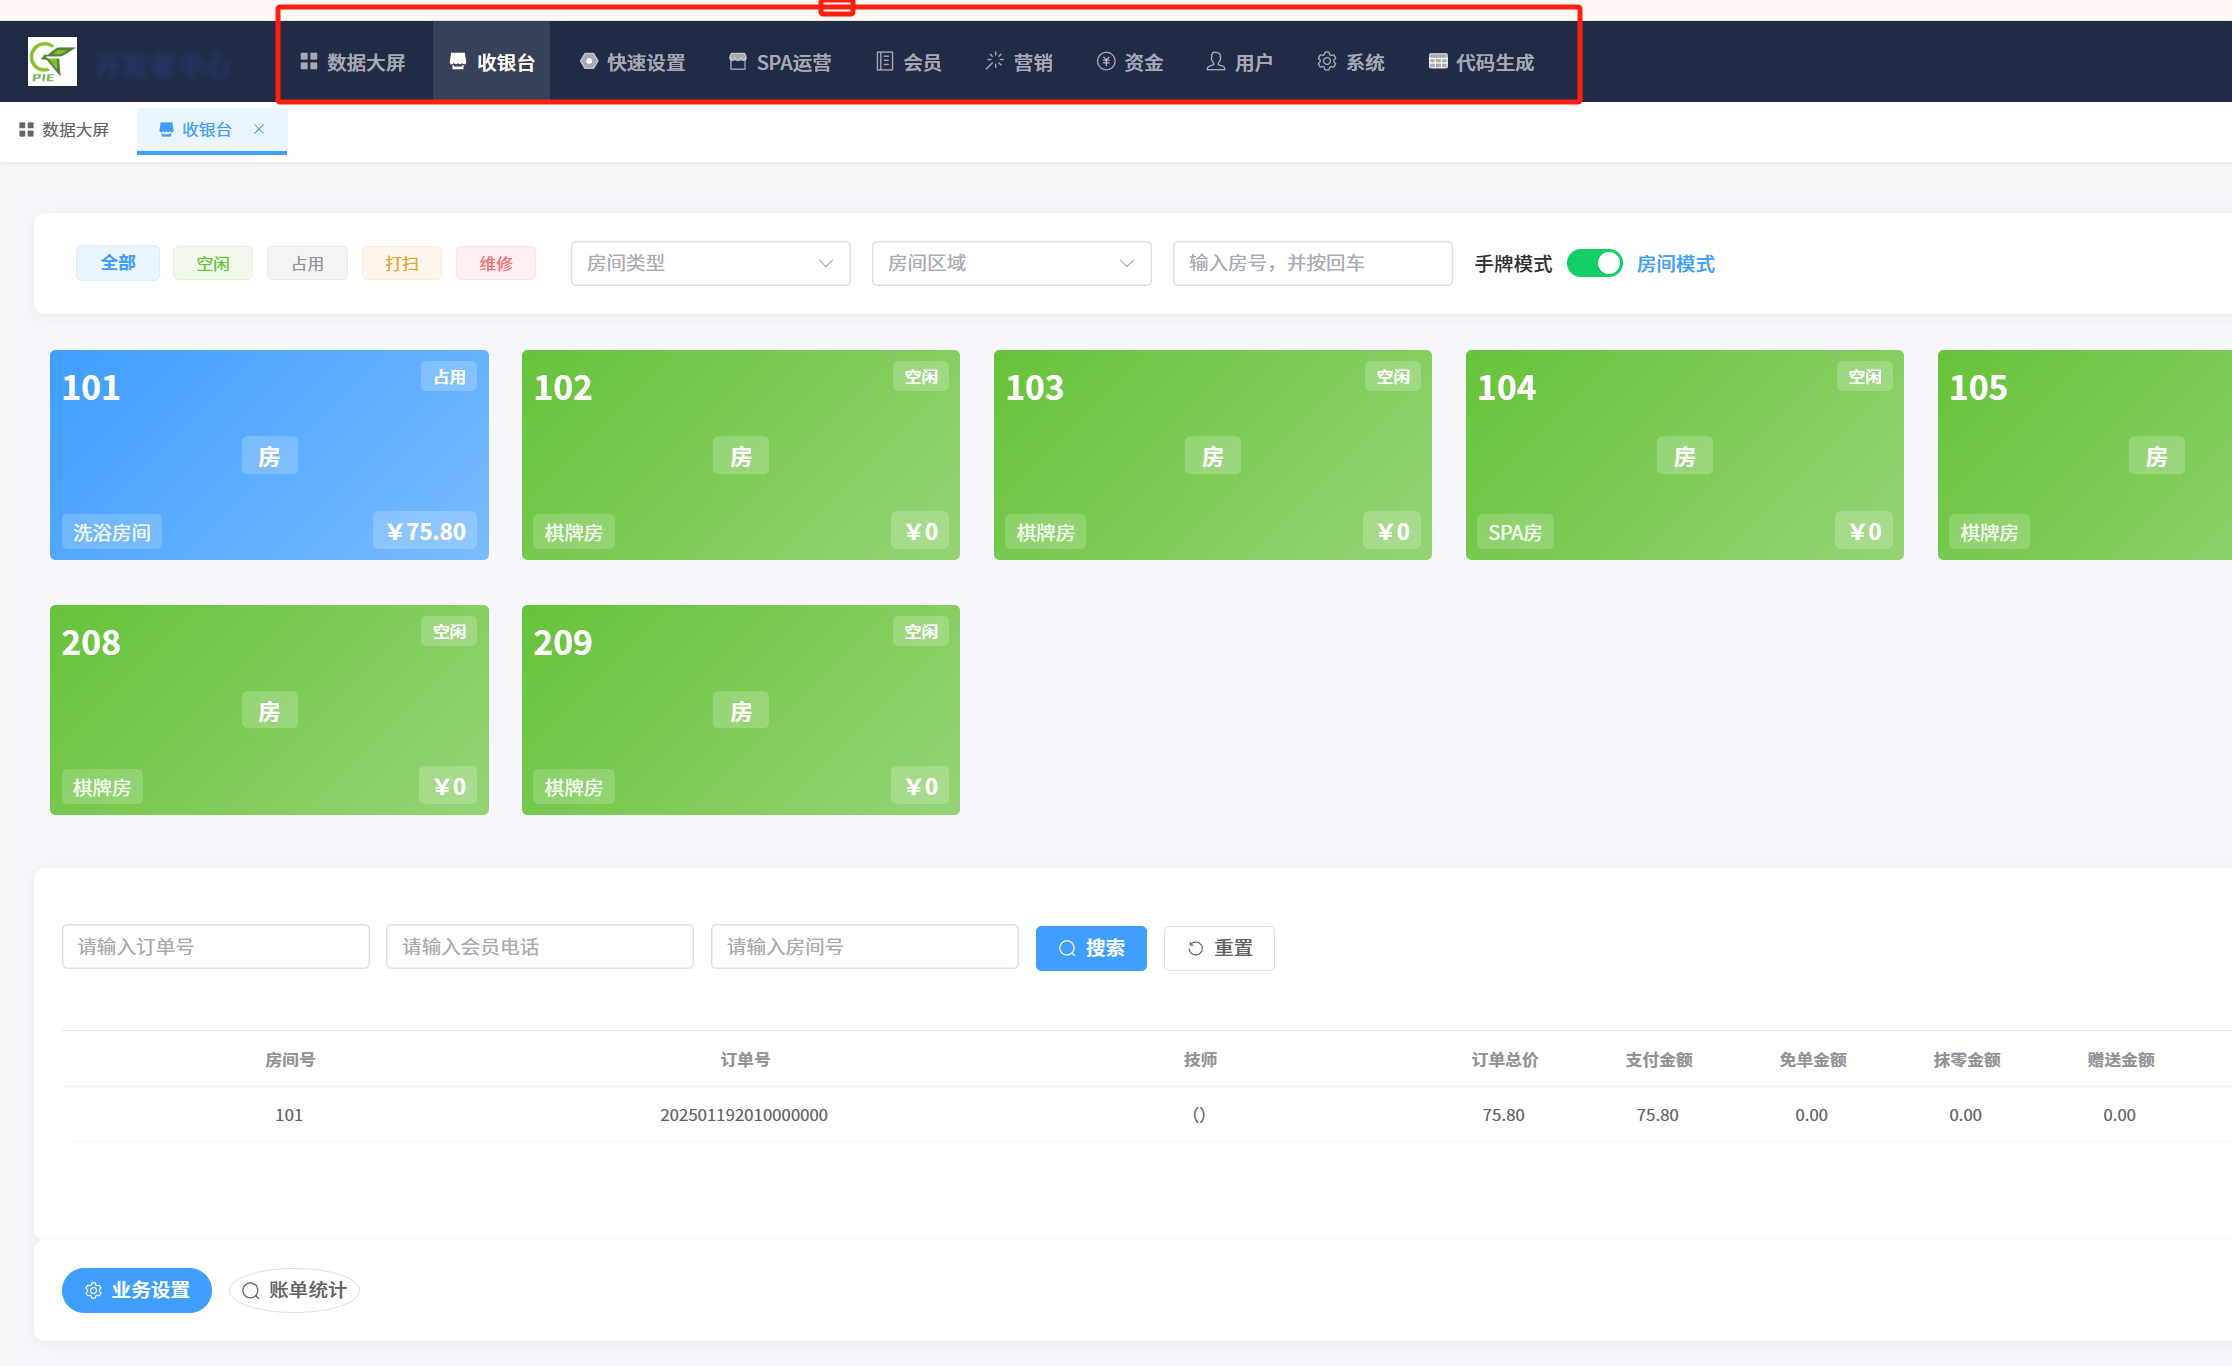 PIE 开发者中心 数据大屏 收银台 快速设置 SPA运营 会员 营销 资金 用户 系统 代码生成
数据大屏 收银台
全部 空闲 占用 打扫 维修 房间类型 房间区域 输入房号，并按回车 手牌模式 房间模式
101 占用 102 空闲 103 空闲 104 空闲 105
房 房 房 房 房
洗浴房间 ￥75.80 棋牌房 ￥0 棋牌房 ￥0 SPA房 ￥0 棋牌房
208 空闲 209 空闲
房 房
棋牌房 ￥0 棋牌房 ￥0
请输入订单号 请输入会员电话 请输入房间号 搜索 重置
房间号 订单号 技师 订单总价 支付金额 免单金额 抹零金额 赠送金额
101 202501192010000000 () 75.80 75.80 0.00 0.00 0.00
业务设置 账单统计